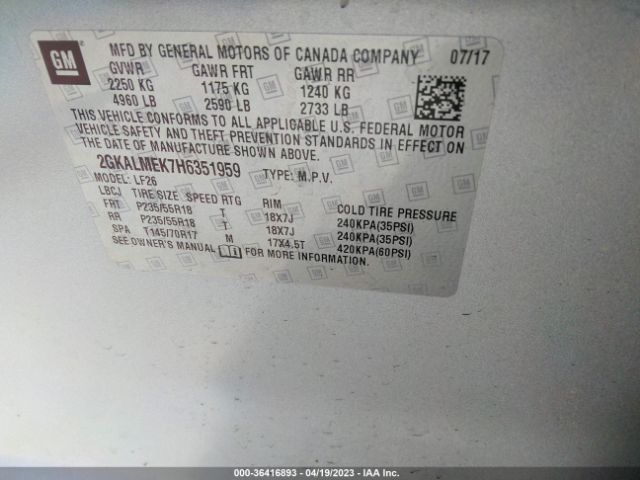 GM
MFD BY GENERAL MOTORS OF CANADA COMPANY 07/17
GVWR GAWR FRT GAWR RR
2250 KG 1175 KG 1240 KG
4960 LB 2590 LB 2733 LB
THIS VEHICLE CONFORMS TO ALL APPLICABLE U.S. FEDERAL MOTOR
VEHICLE SAFETY AND THEFT PREVENTION STANDARDS IN EFFECT ON
THE DATE OF MANUFACTURE SHOWN ABOVE.
2GKALMEK7H6351959 TYPE: M.P.V.
MODEL: LF26
LBCJ TIRE SIZE SPEED RTG RIM COLD TIRE PRESSURE
FRT P235/55R18 T 18X7J 240KPA(35PSI)
RR P235/55R18 T 18X7J 240KPA(35PSI)
SPA T145/70R17 M 17X4.5T 420KPA(60PSI)
SEE OWNER'S MANUAL FOR MORE INFORMATION
000-36416893 - 04/19/2023 - IAA Inc.